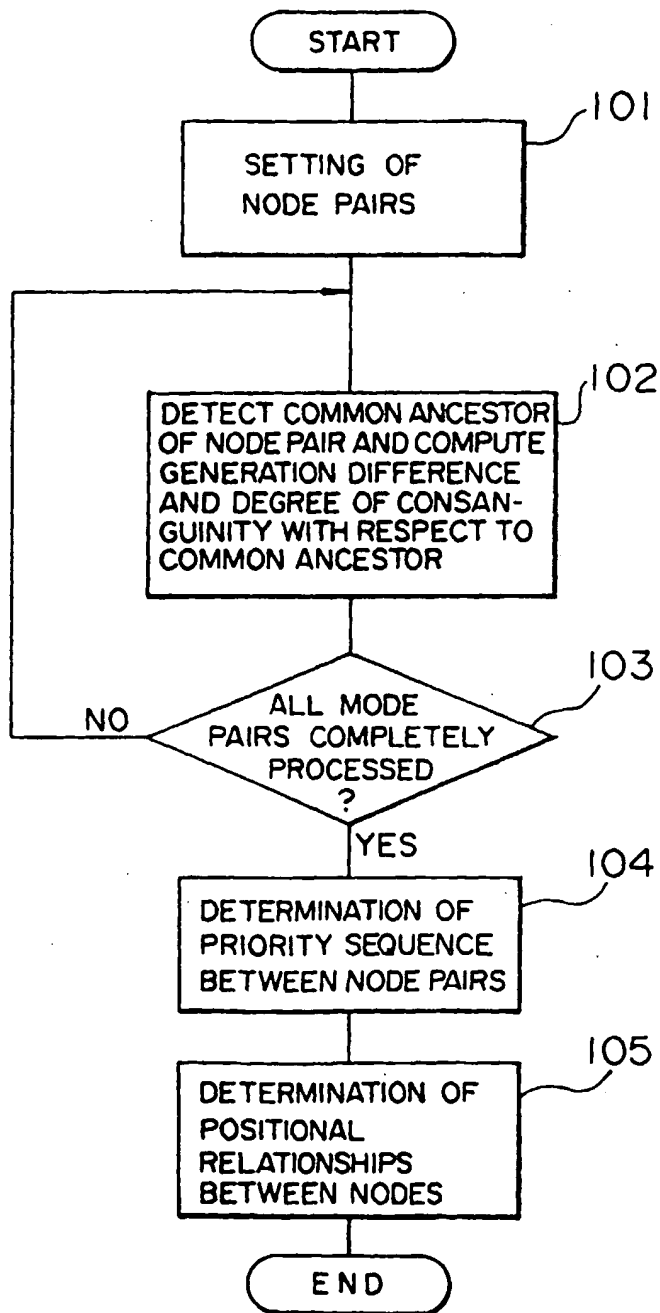 START
101
SETTING OF
NODE PAIRS
102
DETECT COMMON ANCESTOR
OF NODE PAIR AND COMPUTE
GENERATION DIFFERENCE
AND DEGREE OF CONSAN-
GUINITY WITH RESPECT TO
COMMON ANCESTOR
103
NO
ALL MODE
PAIRS COMPLETELY
PROCESSED
?
YES
104
DETERMINATION OF
PRIORITY SEQUENCE
BETWEEN NODE PAIRS
105
DETERMINATION OF
POSITIONAL
RELATIONSHIPS
BETWEEN NODES
END